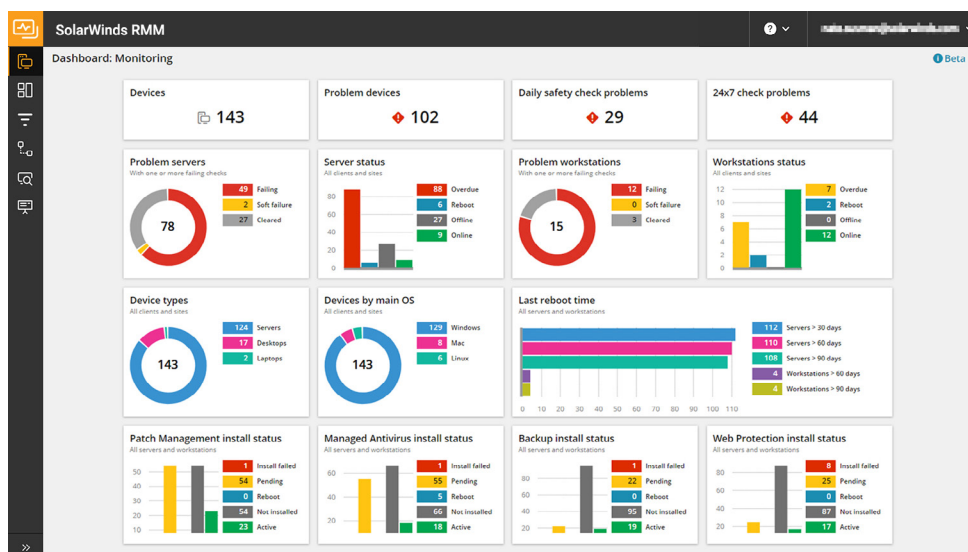 SolarWinds RMM
?
Dashboard: Monitoring
i Beta
Devices
143
Problem devices
102
Daily safety check problems
29
24x7 check problems
44
Problem servers
With one or more failing checks
78
49 Failing
2 Soft failure
27 Cleared
Server status
All clients and sites
80
60
40
20
0
88 Overdue
6 Reboot
27 Offline
9 Online
Problem workstations
With one or more failing checks
15
12 Failing
0 Soft failure
3 Cleared
Workstations status
All clients and sites
12
10
8
6
4
2
0
7 Overdue
2 Reboot
0 Offline
12 Online
Device types
All clients and sites
143
124 Servers
17 Desktops
2 Laptops
Devices by main OS
All clients and sites
143
129 Windows
8 Mac
6 Linux
Last reboot time
All servers and workstations
0 10 20 30 40 50 60 70 80 90 100 110
112 Servers > 30 days
110 Servers > 60 days
108 Servers > 90 days
4 Workstations > 60 days
4 Workstations > 90 days
Patch Management install status
All servers and workstations
50
40
30
20
10
1 Install failed
54 Pending
0 Reboot
54 Not installed
23 Active
Managed Antivirus install status
All servers and workstations
60
40
20
1 Install failed
55 Pending
5 Reboot
66 Not installed
18 Active
Backup install status
All servers and workstations
80
60
40
20
1 Install failed
22 Pending
0 Reboot
95 Not installed
19 Active
Web Protection install status
All servers and workstations
80
60
40
20
8 Install failed
25 Pending
0 Reboot
87 Not installed
17 Active